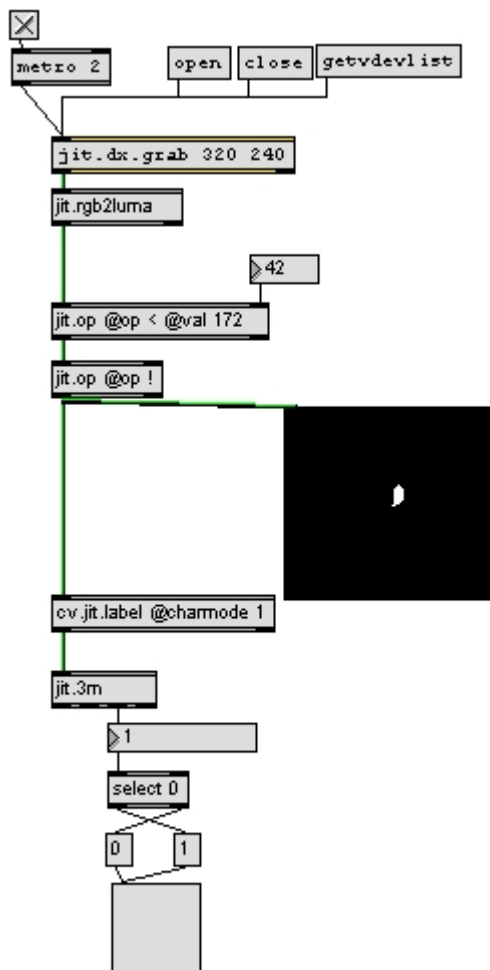 metro 2
open
close
getvdevlist
jit.dx.grab 320 240
jit.rgb2luma
42
jit.op @op < @val 172
jit.op @op !
cv.jit.label @charmode 1
jit.3m
1
select 0
0
1